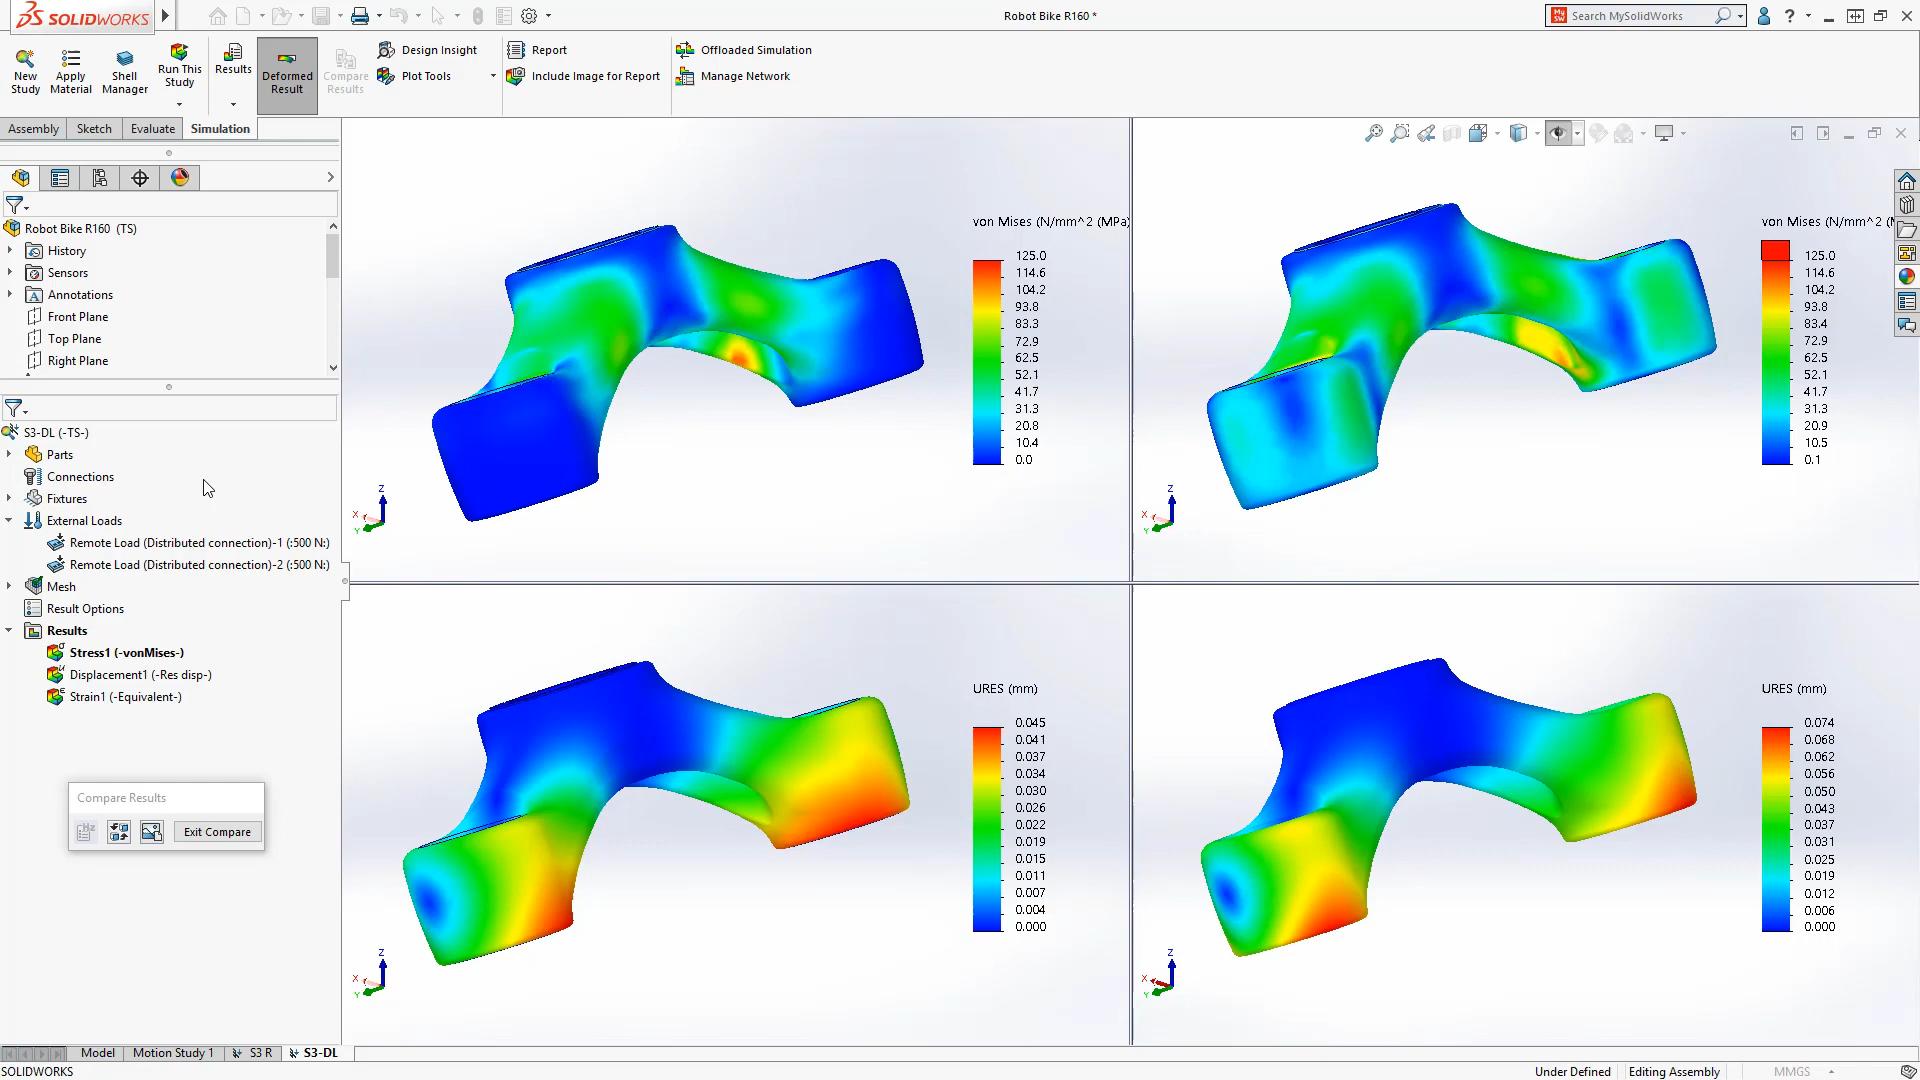 SOLIDWORKS
Robot Bike R160 *
MySW
Search MySolidWorks
?
New Study
Apply Material
Shell Manager
Run This Study
Results
Deformed Result
Compare Results
Design Insight
Plot Tools
Report
Include Image for Report
Offloaded Simulation
Manage Network
Assembly
Sketch
Evaluate
Simulation
Robot Bike R160 (TS)
History
Sensors
Annotations
Front Plane
Top Plane
Right Plane
S3-DL (-TS-)
Parts
Connections
Fixtures
External Loads
Remote Load (Distributed connection)-1 (:500 N:)
Remote Load (Distributed connection)-2 (:500 N:)
Mesh
Result Options
Results
Stress1 (-vonMises-)
Displacement1 (-Res disp-)
Strain1 (-Equivalent-)
Compare Results
Hz
Exit Compare
von Mises (N/mm^2 (MPa)
125.0
114.6
104.2
93.8
83.3
72.9
62.5
52.1
41.7
31.3
20.8
10.4
0.0
Z
X
Y
von Mises (N/mm^2 (M
125.0
114.6
104.2
93.8
83.4
72.9
62.5
52.1
41.7
31.3
20.9
10.5
0.1
Z
X
Y
URES (mm)
0.045
0.041
0.037
0.034
0.030
0.026
0.022
0.019
0.015
0.011
0.007
0.004
0.000
Z
X
Y
URES (mm)
0.074
0.068
0.062
0.056
0.050
0.043
0.037
0.031
0.025
0.019
0.012
0.006
0.000
Z
X
Y
Model
Motion Study 1
S3 R
S3-DL
SOLIDWORKS
Under Defined
Editing Assembly
MMGS